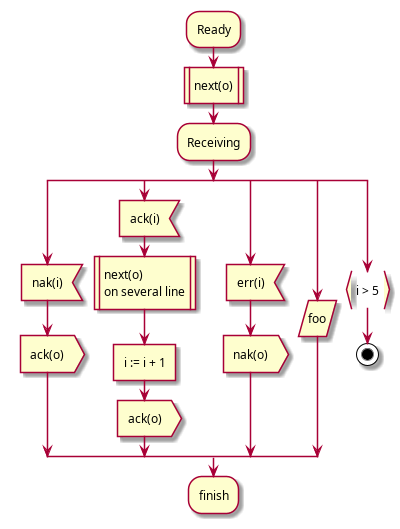 Ready
next(o)
Receiving
ack(i)
nak(i)
next(o)
on several line
err(i)
i > 5
foo
ack(o)
i := i + 1
nak(o)
ack(o)
finish